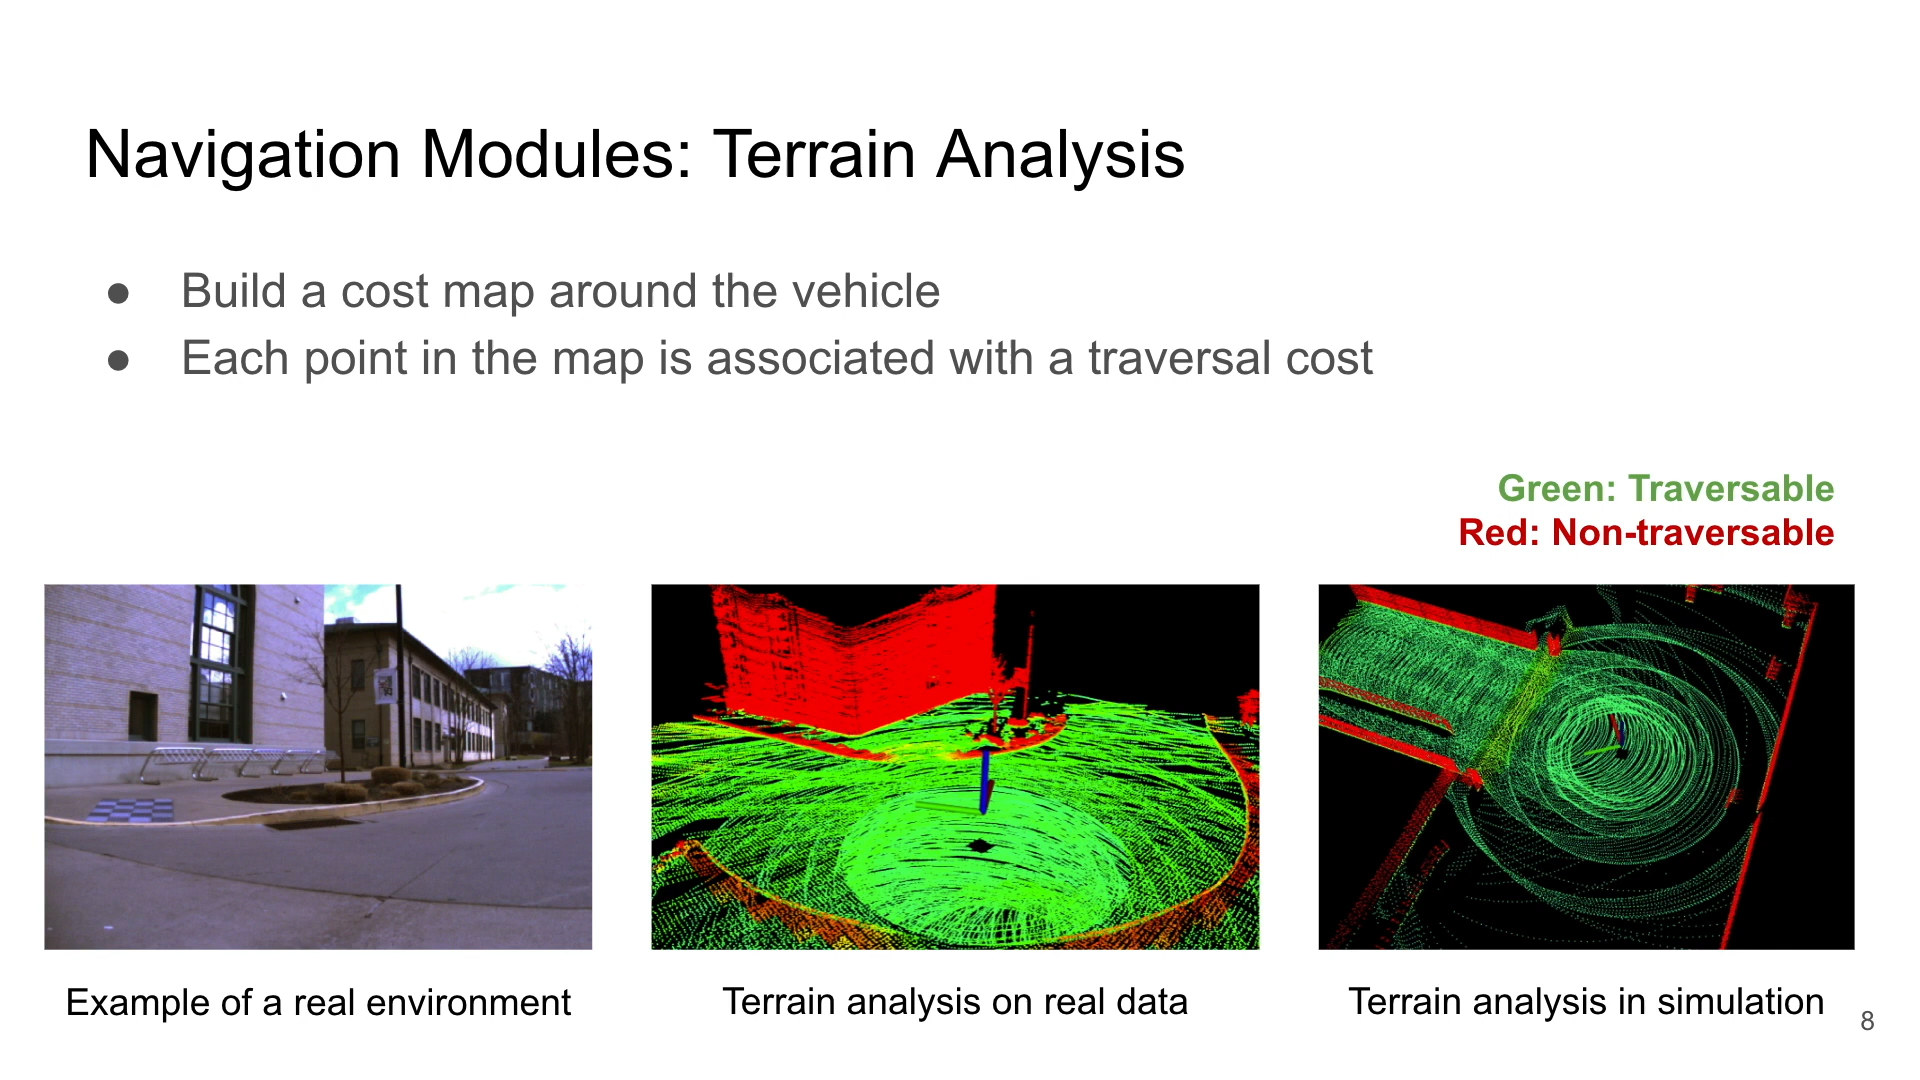 Navigation Modules: Terrain Analysis
● Build a cost map around the vehicle
● Each point in the map is associated with a traversal cost
Green: Traversable
Red: Non-traversable
Example of a real environment
Terrain analysis on real data
Terrain analysis in simulation
8